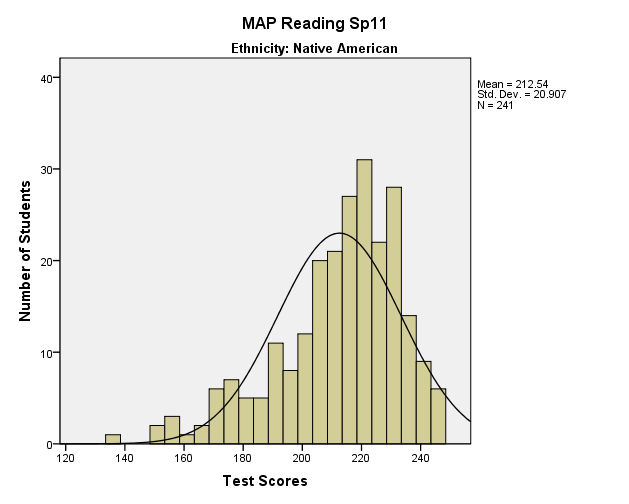 MAP Reading Sp11
Ethnicity: Native American
Mean = 212.54
Std. Dev. = 20.907
N = 241
Number of Students
40
30
20
10
0
120 140 160 180 200 220 240
Test Scores